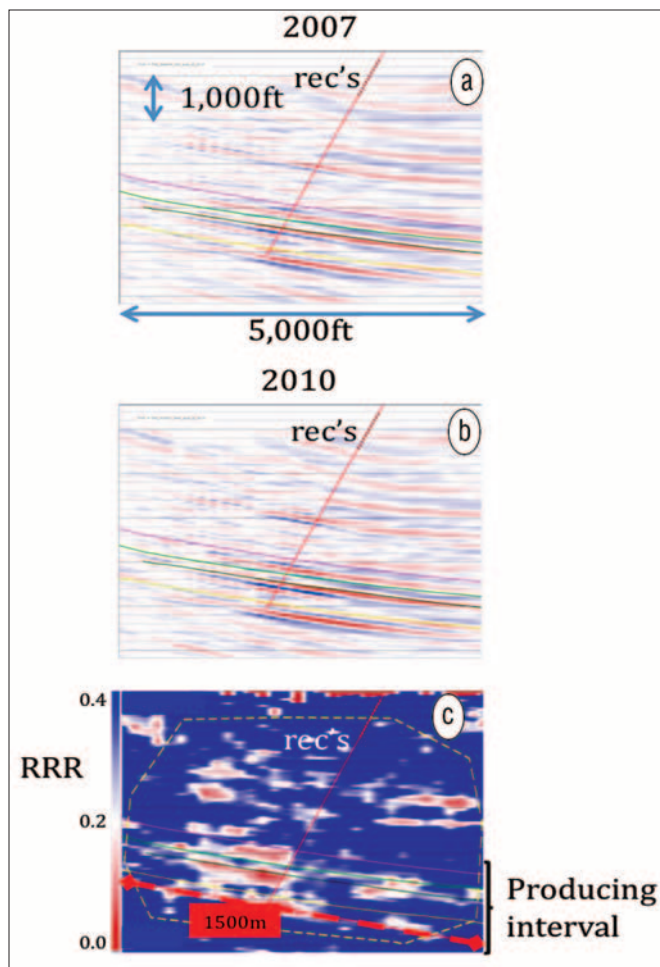 2007
rec's
a
1,000ft
5,000ft
2010
rec's
b
0.4
c
rec's
RRR
0.2
Producing
interval
1500m
0.0